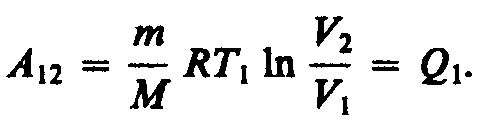 A₁₂ = m/M RT₁ ln V₂/V₁ = Q₁.